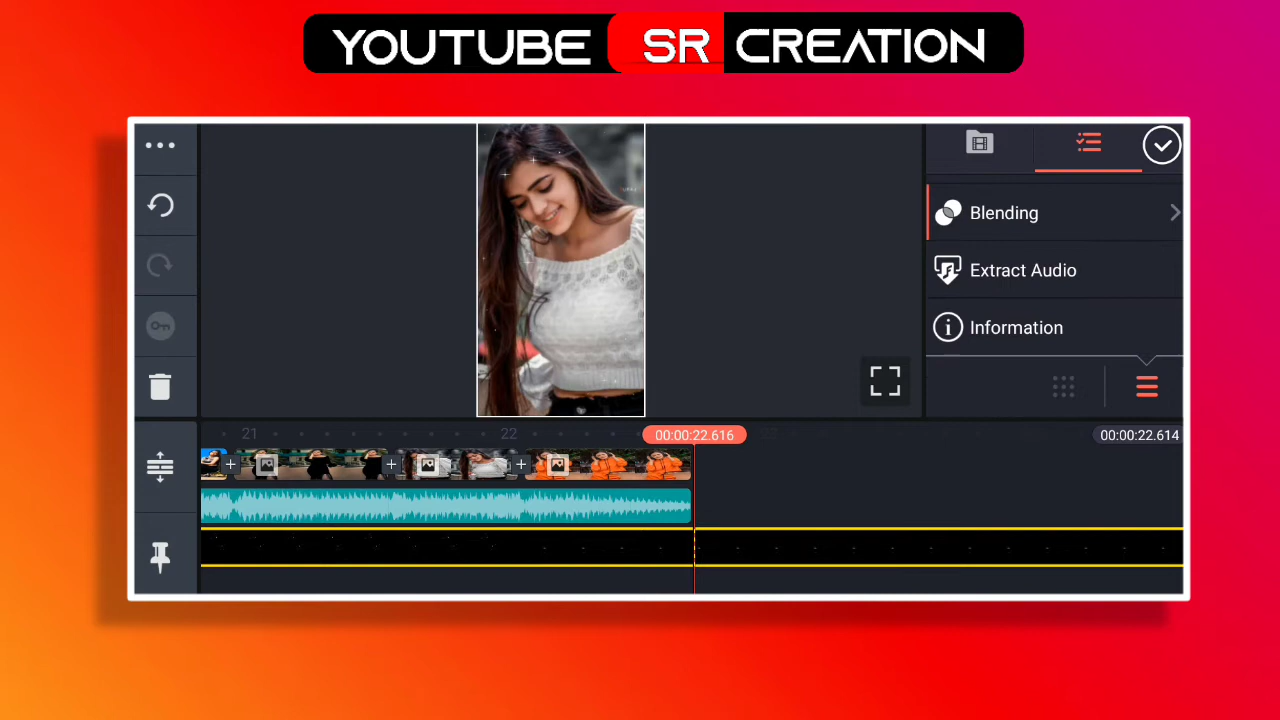 YOUTUBE SR CREATION
Blending
Extract Audio
Information
21
22
00:00:22.616
00:00:22.614